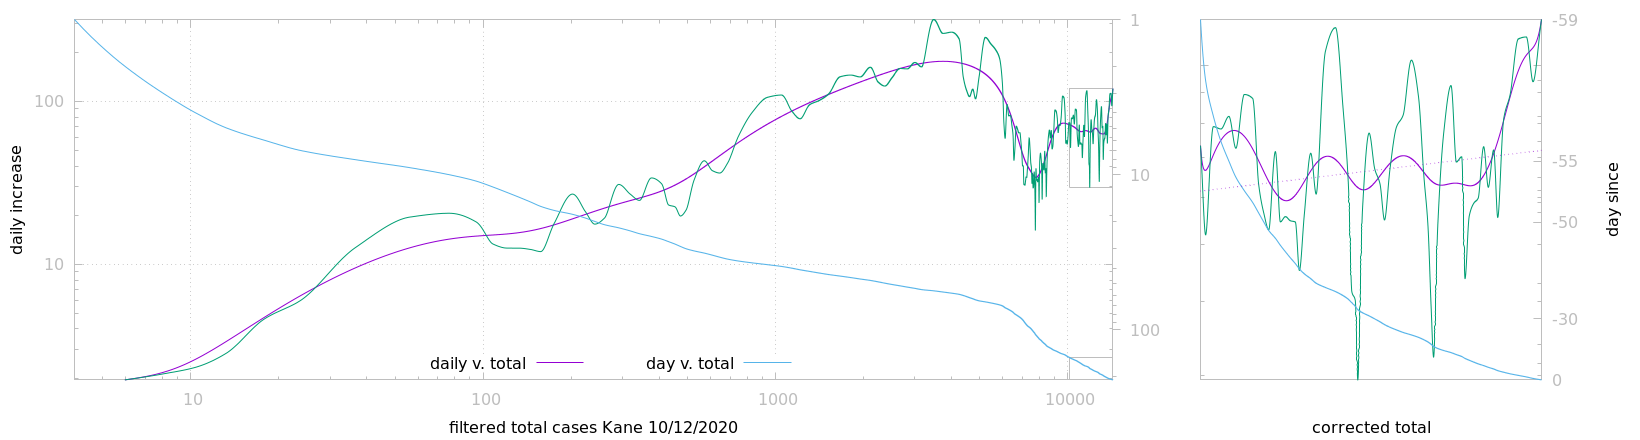 1
-59
100
daily increase
10
-55
day since
-50
10
-30
100
daily v. total
day v. total
0
10
100
1000
10000
filtered total cases Kane 10/12/2020
corrected total